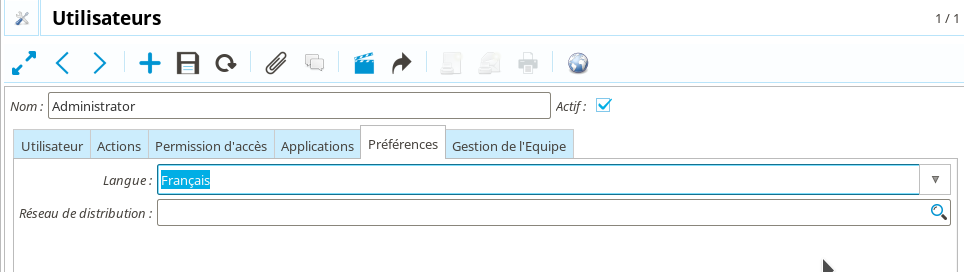 Utilisateurs
1 / 1
Nom : Administrator Actif :
Utilisateur Actions Permission d'accès Applications Préférences Gestion de l'Equipe
Langue : Français
Réseau de distribution :